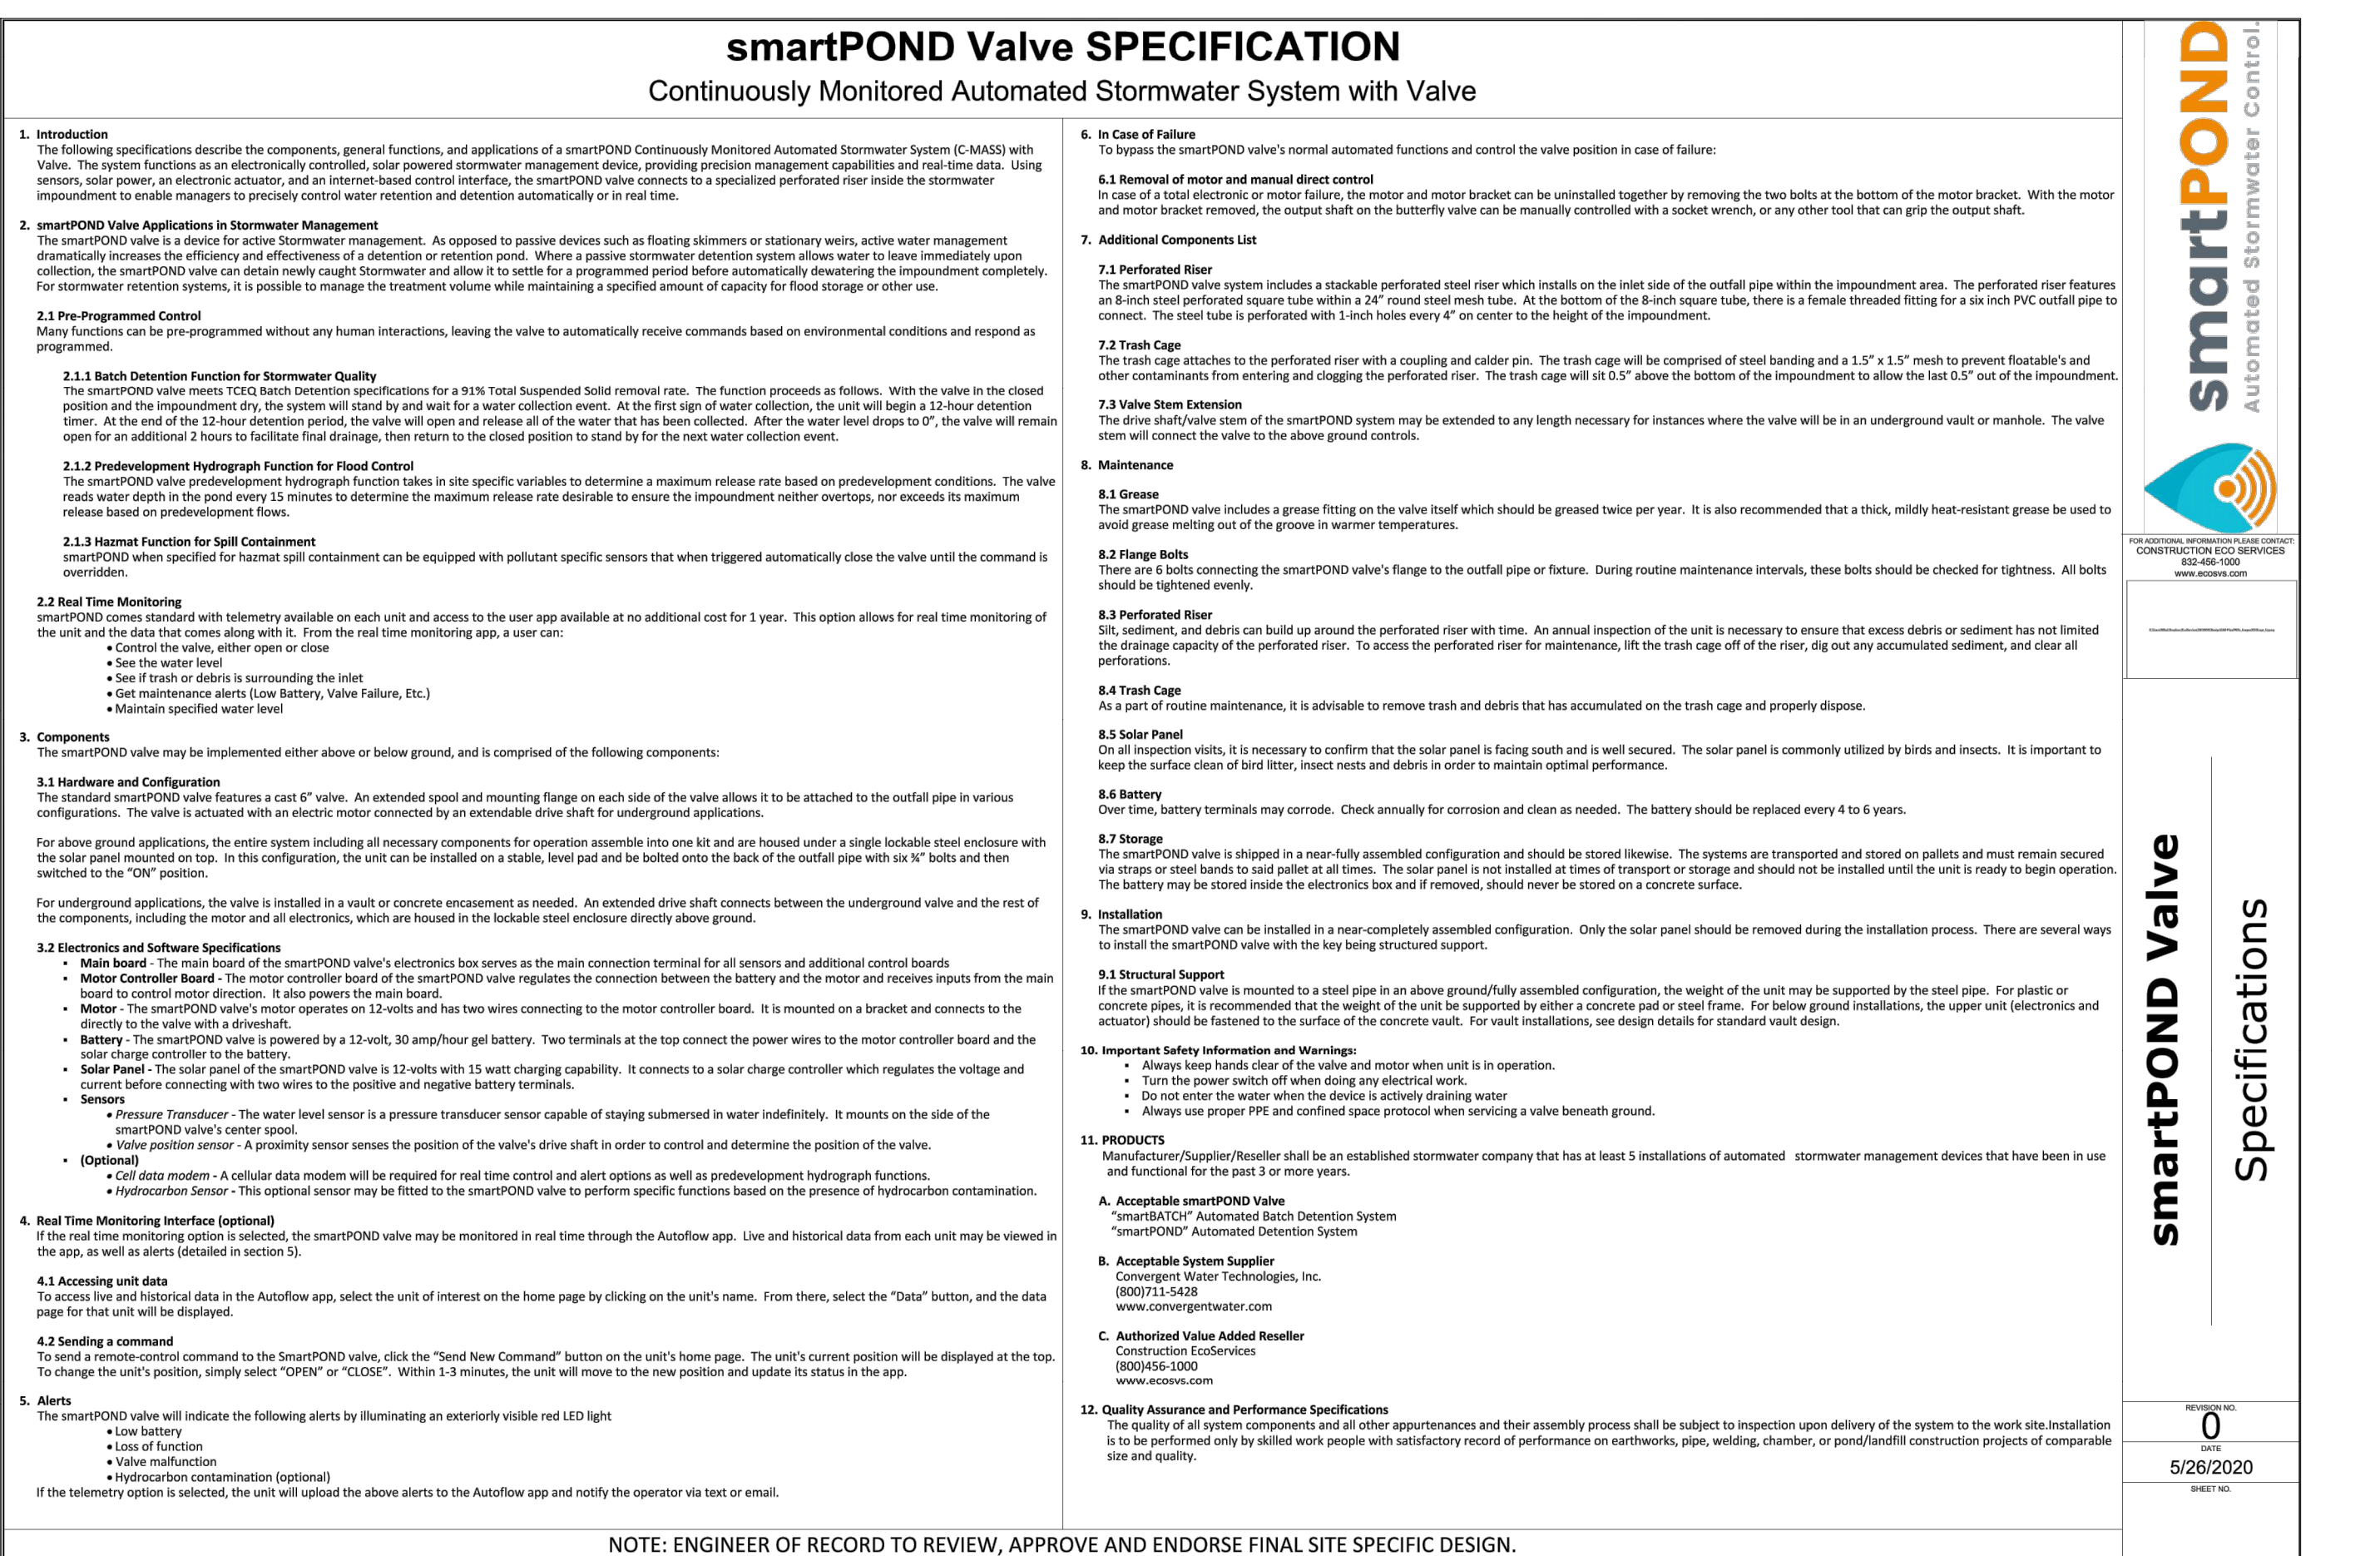 smartPOND Valve SPECIFICATION
Continuously Monitored Automated Stormwater System with Valve
1. Introduction
The following specifications describe the components, general functions, and applications of a smartPOND Continuously Monitored Automated Stormwater System (C-MASS) with
Valve. The system functions as an electronically controlled, solar powered stormwater management device, providing precision management capabilities and real-time data. Using
sensors, solar power, an electronic actuator, and an internet-based control interface, the smartPOND valve connects to a specialized perforated riser inside the stormwater
impoundment to enable managers to precisely control water retention and detention automatically or in real time.
2. smartPOND Valve Applications in Stormwater Management
The smartPOND valve is a device for active Stormwater management. As opposed to passive devices such as floating skimmers or stationary weirs, active water management
dramatically increases the efficiency and effectiveness of a detention or retention pond. Where a passive stormwater detention system allows water to leave immediately upon
collection, the smartPOND valve can detain newly caught Stormwater and allow it to settle for a programmed period before automatically dewatering the impoundment completely.
For stormwater retention systems, it is possible to manage the treatment volume while maintaining a specified amount of capacity for flood storage or other use.
2.1 Pre-Programmed Control
Many functions can be pre-programmed without any human interactions, leaving the valve to automatically receive commands based on environmental conditions and respond as
programmed.
2.1.1 Batch Detention Function for Stormwater Quality
The smartPOND valve meets TCEQ Batch Detention specifications for a 91% Total Suspended Solid removal rate. The function proceeds as follows. With the valve in the closed
position and the impoundment dry, the system will stand by and wait for a water collection event. At the first sign of water collection, the unit will begin a 12-hour detention
timer. At the end of the 12-hour detention period, the valve will open and release all of the water that has been collected. After the water level drops to 0”, the valve will remain
open for an additional 2 hours to facilitate final drainage, then return to the closed position to stand by for the next water collection event.
2.1.2 Predevelopment Hydrograph Function for Flood Control
The smartPOND valve predevelopment hydrograph function takes in site specific variables to determine a maximum release rate based on predevelopment conditions. The valve
reads water depth in the pond every 15 minutes to determine the maximum release rate desirable to ensure the impoundment neither overtops, nor exceeds its maximum
release based on predevelopment flows.
2.1.3 Hazmat Function for Spill Containment
smartPOND when specified for hazmat spill containment can be equipped with pollutant specific sensors that when triggered automatically close the valve until the command is
overridden.
2.2 Real Time Monitoring
smartPOND comes standard with telemetry available on each unit and access to the user app available at no additional cost for 1 year. This option allows for real time monitoring of
the unit and the data that comes along with it. From the real time monitoring app, a user can:
• Control the valve, either open or close
• See the water level
• See if trash or debris is surrounding the inlet
• Get maintenance alerts (Low Battery, Valve Failure, Etc.)
• Maintain specified water level
3. Components
The smartPOND valve may be implemented either above or below ground, and is comprised of the following components:
3.1 Hardware and Configuration
The standard smartPOND valve features a cast 6” valve. An extended spool and mounting flange on each side of the valve allows it to be attached to the outfall pipe in various
configurations. The valve is actuated with an electric motor connected by an extendable drive shaft for underground applications.
For above ground applications, the entire system including all necessary components for operation assemble into one kit and are housed under a single lockable steel enclosure with
the solar panel mounted on top. In this configuration, the unit can be installed on a stable, level pad and be bolted onto the back of the outfall pipe with six ¾” bolts and then
switched to the “ON” position.
For underground applications, the valve is installed in a vault or concrete encasement as needed. An extended drive shaft connects between the underground valve and the rest of
the components, including the motor and all electronics, which are housed in the lockable steel enclosure directly above ground.
3.2 Electronics and Software Specifications
▪ Main board - The main board of the smartPOND valve's electronics box serves as the main connection terminal for all sensors and additional control boards
▪ Motor Controller Board - The motor controller board of the smartPOND valve regulates the connection between the battery and the motor and receives inputs from the main
board to control motor direction. It also powers the main board.
▪ Motor - The smartPOND valve's motor operates on 12-volts and has two wires connecting to the motor controller board. It is mounted on a bracket and connects to the
directly to the valve with a driveshaft.
▪ Battery - The smartPOND valve is powered by a 12-volt, 30 amp/hour gel battery. Two terminals at the top connect the power wires to the motor controller board and the
solar charge controller to the battery.
▪ Solar Panel - The solar panel of the smartPOND valve is 12-volts with 15 watt charging capability. It connects to a solar charge controller which regulates the voltage and
current before connecting with two wires to the positive and negative battery terminals.
▪ Sensors
• Pressure Transducer - The water level sensor is a pressure transducer sensor capable of staying submersed in water indefinitely. It mounts on the side of the
smartPOND valve's center spool.
• Valve position sensor - A proximity sensor senses the position of the valve's drive shaft in order to control and determine the position of the valve.
▪ (Optional)
• Cell data modem - A cellular data modem will be required for real time control and alert options as well as predevelopment hydrograph functions.
• Hydrocarbon Sensor - This optional sensor may be fitted to the smartPOND valve to perform specific functions based on the presence of hydrocarbon contamination.
4. Real Time Monitoring Interface (optional)
If the real time monitoring option is selected, the smartPOND valve may be monitored in real time through the Autoflow app. Live and historical data from each unit may be viewed in
the app, as well as alerts (detailed in section 5).
4.1 Accessing unit data
To access live and historical data in the Autoflow app, select the unit of interest on the home page by clicking on the unit's name. From there, select the “Data” button, and the data
page for that unit will be displayed.
4.2 Sending a command
To send a remote-control command to the SmartPOND valve, click the “Send New Command” button on the unit's home page. The unit's current position will be displayed at the top.
To change the unit's position, simply select “OPEN” or “CLOSE”. Within 1-3 minutes, the unit will move to the new position and update its status in the app.
5. Alerts
The smartPOND valve will indicate the following alerts by illuminating an exteriorly visible red LED light
• Low battery
• Loss of function
• Valve malfunction
• Hydrocarbon contamination (optional)
If the telemetry option is selected, the unit will upload the above alerts to the Autoflow app and notify the operator via text or email.
6. In Case of Failure
To bypass the smartPOND valve's normal automated functions and control the valve position in case of failure:
6.1 Removal of motor and manual direct control
In case of a total electronic or motor failure, the motor and motor bracket can be uninstalled together by removing the two bolts at the bottom of the motor bracket. With the motor
and motor bracket removed, the output shaft on the butterfly valve can be manually controlled with a socket wrench, or any other tool that can grip the output shaft.
7. Additional Components List
7.1 Perforated Riser
The smartPOND valve system includes a stackable perforated steel riser which installs on the inlet side of the outfall pipe within the impoundment area. The perforated riser features
an 8-inch steel perforated square tube within a 24” round steel mesh tube. At the bottom of the 8-inch square tube, there is a female threaded fitting for a six inch PVC outfall pipe to
connect. The steel tube is perforated with 1-inch holes every 4” on center to the height of the impoundment.
7.2 Trash Cage
The trash cage attaches to the perforated riser with a coupling and calder pin. The trash cage will be comprised of steel banding and a 1.5” x 1.5” mesh to prevent floatable's and
other contaminants from entering and clogging the perforated riser. The trash cage will sit 0.5” above the bottom of the impoundment to allow the last 0.5” out of the impoundment.
7.3 Valve Stem Extension
The drive shaft/valve stem of the smartPOND system may be extended to any length necessary for instances where the valve will be in an underground vault or manhole. The valve
stem will connect the valve to the above ground controls.
8. Maintenance
8.1 Grease
The smartPOND valve includes a grease fitting on the valve itself which should be greased twice per year. It is also recommended that a thick, mildly heat-resistant grease be used to
avoid grease melting out of the groove in warmer temperatures.
8.2 Flange Bolts
There are 6 bolts connecting the smartPOND valve's flange to the outfall pipe or fixture. During routine maintenance intervals, these bolts should be checked for tightness. All bolts
should be tightened evenly.
8.3 Perforated Riser
Silt, sediment, and debris can build up around the perforated riser with time. An annual inspection of the unit is necessary to ensure that excess debris or sediment has not limited
the drainage capacity of the perforated riser. To access the perforated riser for maintenance, lift the trash cage off of the riser, dig out any accumulated sediment, and clear all
perforations.
8.4 Trash Cage
As a part of routine maintenance, it is advisable to remove trash and debris that has accumulated on the trash cage and properly dispose.
8.5 Solar Panel
On all inspection visits, it is necessary to confirm that the solar panel is facing south and is well secured. The solar panel is commonly utilized by birds and insects. It is important to
keep the surface clean of bird litter, insect nests and debris in order to maintain optimal performance.
8.6 Battery
Over time, battery terminals may corrode. Check annually for corrosion and clean as needed. The battery should be replaced every 4 to 6 years.
8.7 Storage
The smartPOND valve is shipped in a near-fully assembled configuration and should be stored likewise. The systems are transported and stored on pallets and must remain secured
via straps or steel bands to said pallet at all times. The solar panel is not installed at times of transport or storage and should not be installed until the unit is ready to begin operation.
The battery may be stored inside the electronics box and if removed, should never be stored on a concrete surface.
9. Installation
The smartPOND valve can be installed in a near-completely assembled configuration. Only the solar panel should be removed during the installation process. There are several ways
to install the smartPOND valve with the key being structured support.
9.1 Structural Support
If the smartPOND valve is mounted to a steel pipe in an above ground/fully assembled configuration, the weight of the unit may be supported by the steel pipe. For plastic or
concrete pipes, it is recommended that the weight of the unit be supported by either a concrete pad or steel frame. For below ground installations, the upper unit (electronics and
actuator) should be fastened to the surface of the concrete vault. For vault installations, see design details for standard vault design.
10. Important Safety Information and Warnings:
▪ Always keep hands clear of the valve and motor when unit is in operation.
▪ Turn the power switch off when doing any electrical work.
▪ Do not enter the water when the device is actively draining water
▪ Always use proper PPE and confined space protocol when servicing a valve beneath ground.
11. PRODUCTS
Manufacturer/Supplier/Reseller shall be an established stormwater company that has at least 5 installations of automated stormwater management devices that have been in use
and functional for the past 3 or more years.
A. Acceptable smartPOND Valve
“smartBATCH” Automated Batch Detention System
“smartPOND” Automated Detention System
B. Acceptable System Supplier
Convergent Water Technologies, Inc.
(800)711-5428
www.convergentwater.com
C. Authorized Value Added Reseller
Construction EcoServices
(800)456-1000
www.ecosvs.com
12. Quality Assurance and Performance Specifications
The quality of all system components and all other appurtenances and their assembly process shall be subject to inspection upon delivery of the system to the work site.Installation
is to be performed only by skilled work people with satisfactory record of performance on earthworks, pipe, welding, chamber, or pond/landfill construction projects of comparable
size and quality.
NOTE: ENGINEER OF RECORD TO REVIEW, APPROVE AND ENDORSE FINAL SITE SPECIFIC DESIGN.
smartPOND
Automated Stormwater Control.
FOR ADDITIONAL INFORMATION PLEASE CONTACT:
CONSTRUCTION ECO SERVICES
832-456-1000
www.ecosvs.com
smartPOND Valve
Specifications
REVISION NO.
0
DATE
5/26/2020
SHEET NO.